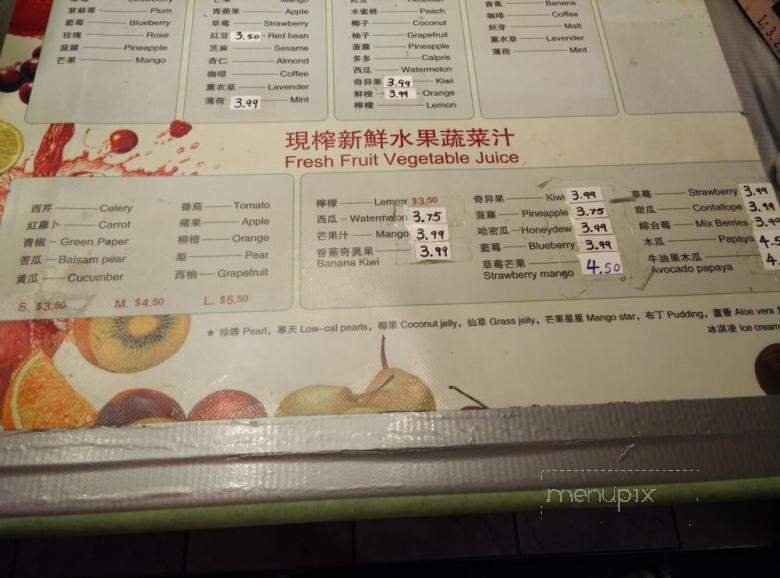 紫蘇莓 Plum
藍莓 Blueberry
玫瑰 Rose
菠蘿 Pineapple
芒果 Mango
青蘋果 Apple
草莓 Strawberry
紅豆 3.50 Red bean
芝麻 Sesame
杏仁 Almond
咖啡 Coffee
薰衣草 Lavender
薄荷 3.99 Mint
水蜜桃 Peach
椰子 Coconut
柚子 Grapefruit
菠蘿 Pineapple
多多 Calpris
西瓜 Watermelon
奇异果 3.99 Kiwi
鮮橙 3.99 Orange
檸檬 Lemon
香蕉 Banana
咖啡 Coffee
胚芽 Malt
薰衣草 Lavender
薄荷 Mint
現榨新鮮水果蔬菜汁
Fresh Fruit Vegetable Juice
西芹 Celery
紅蘿卜 Carrot
青椒 Green Paper
苦瓜 Balsam pear
黃瓜 Cucumber
番茄 Tomato
蘋果 Apple
柳橙 Orange
梨 Pear
西柚 Grapefruit
S. $3.50 M. $4.50 L. $5.50
檸檬 Lemen $3.50
西瓜 Watermelon 3.75
芒果汁 Mango 3.99
香蕉奇異果 3.99
Banana Kiwi
奇异果 Kiwi 3.99
菠蘿 Pineapple 3.75
哈密瓜 Honeydew 3.99
藍莓 Blueberry 3.99
草莓芒果 4.50
Strawberry mango
草莓 Strawberry 3.99
甜瓜 Contallope 3.9
綜合莓 Mix Berries 3.9
木瓜 Papaya 4.5
牛油果木瓜 4.
Avocado papaya
★ 珍珠 Pearl, 寒天 Low-cal pearls, 椰果 Coconut jelly, 仙草 Grass jelly, 芒果星星 Mango star, 布丁 Pudding, 蘆薈 Aloe vera
冰淇凌 Ice cream
menupix